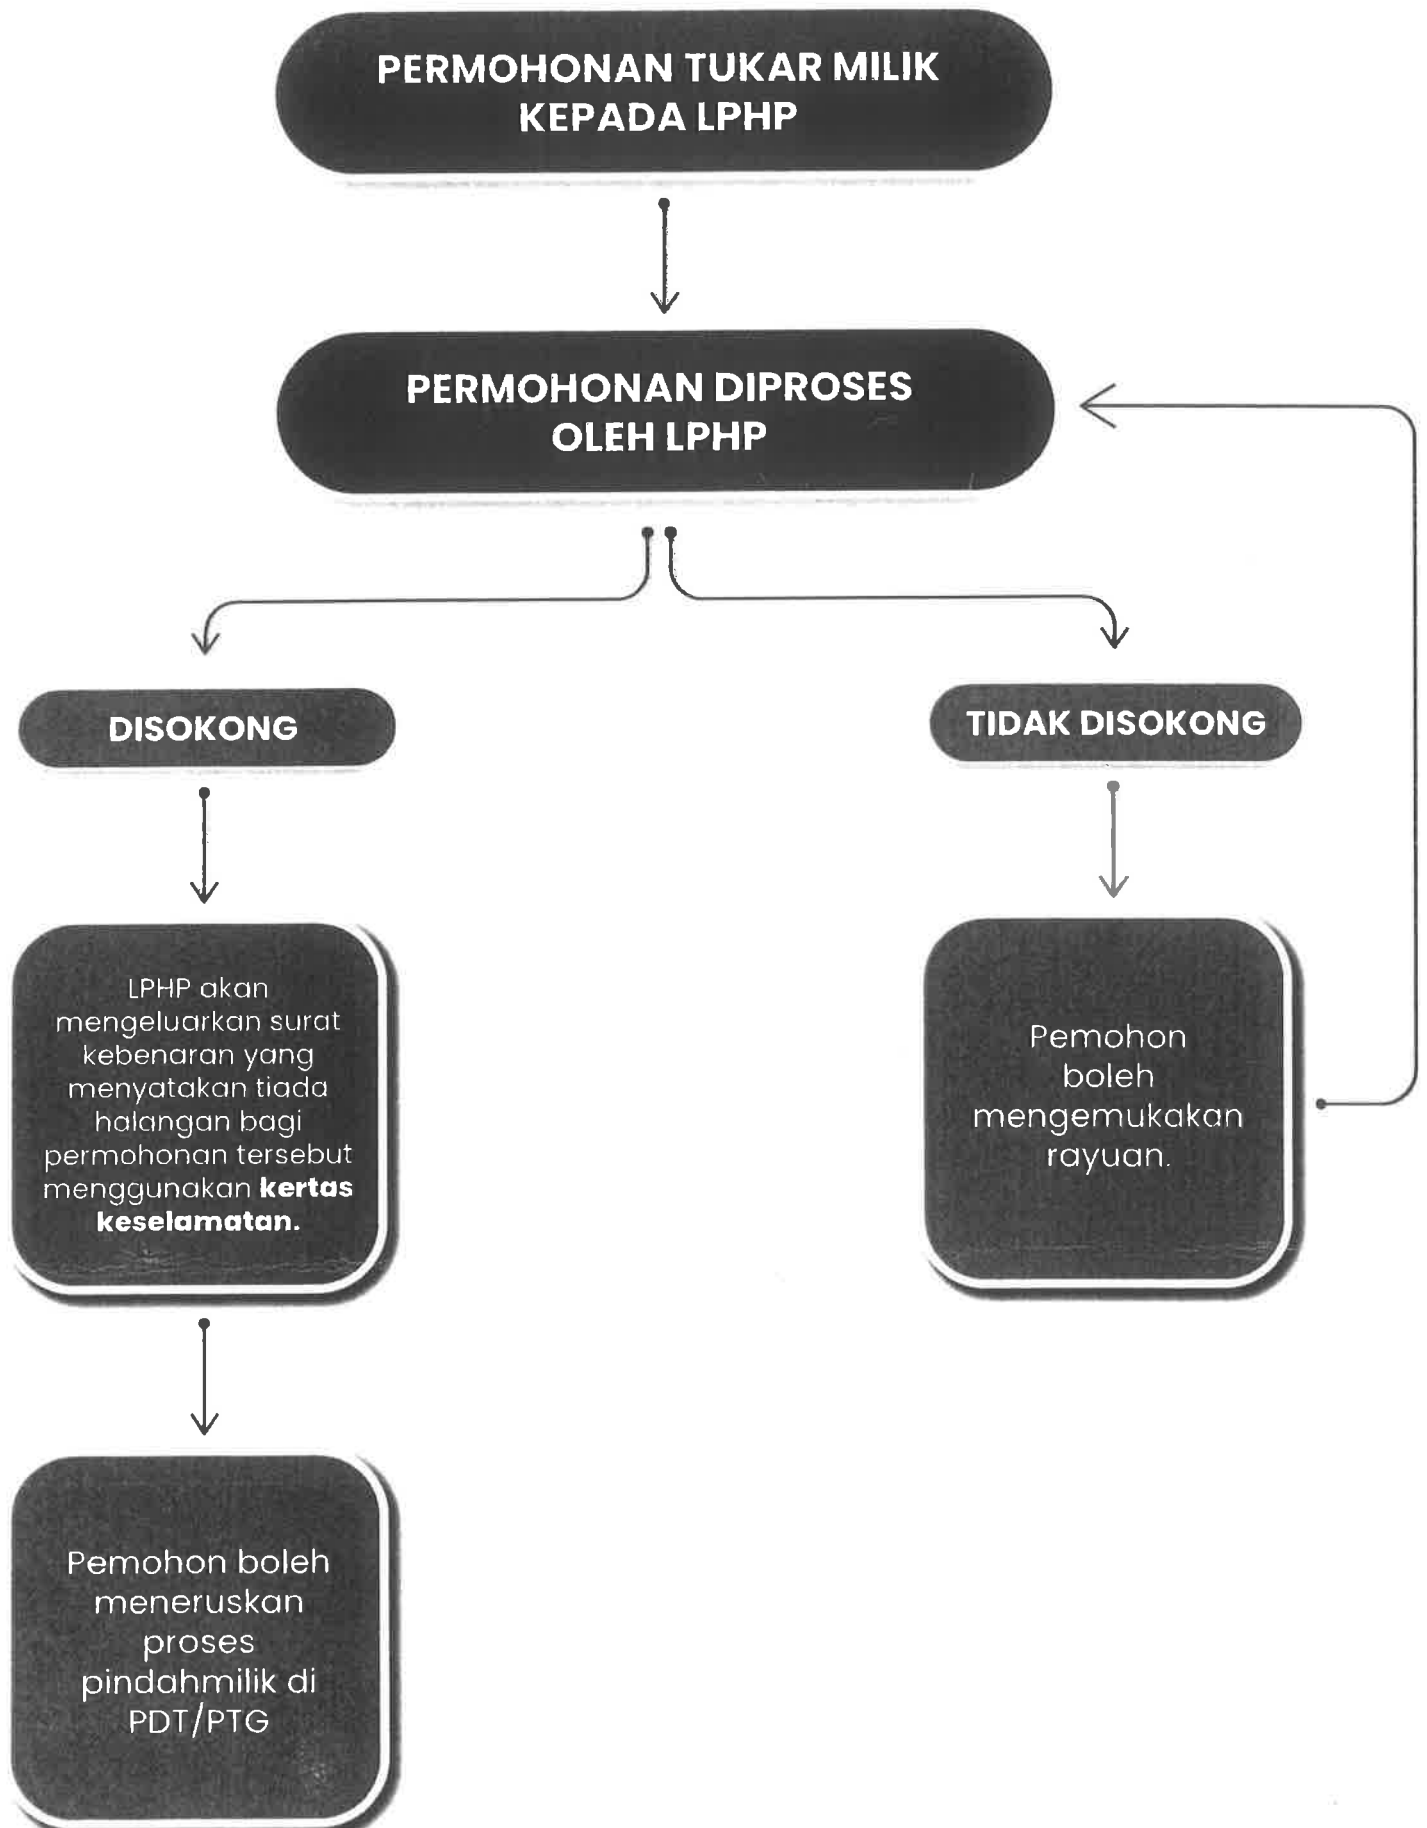 PERMOHONAN TUKAR MILIK
KEPADA LPHP
PERMOHONAN DIPROSES
OLEH LPHP
DISOKONG
TIDAK DISOKONG
LPHP akan
mengeluarkan surat
kebenaran yang
menyatakan tiada
halangan bagi
permohonan tersebut
menggunakan kertas
keselamatan.
Pemohon
boleh
mengemukakan
rayuan.
Pemohon boleh
meneruskan
proses
pindahmilik di
PDT/PTG